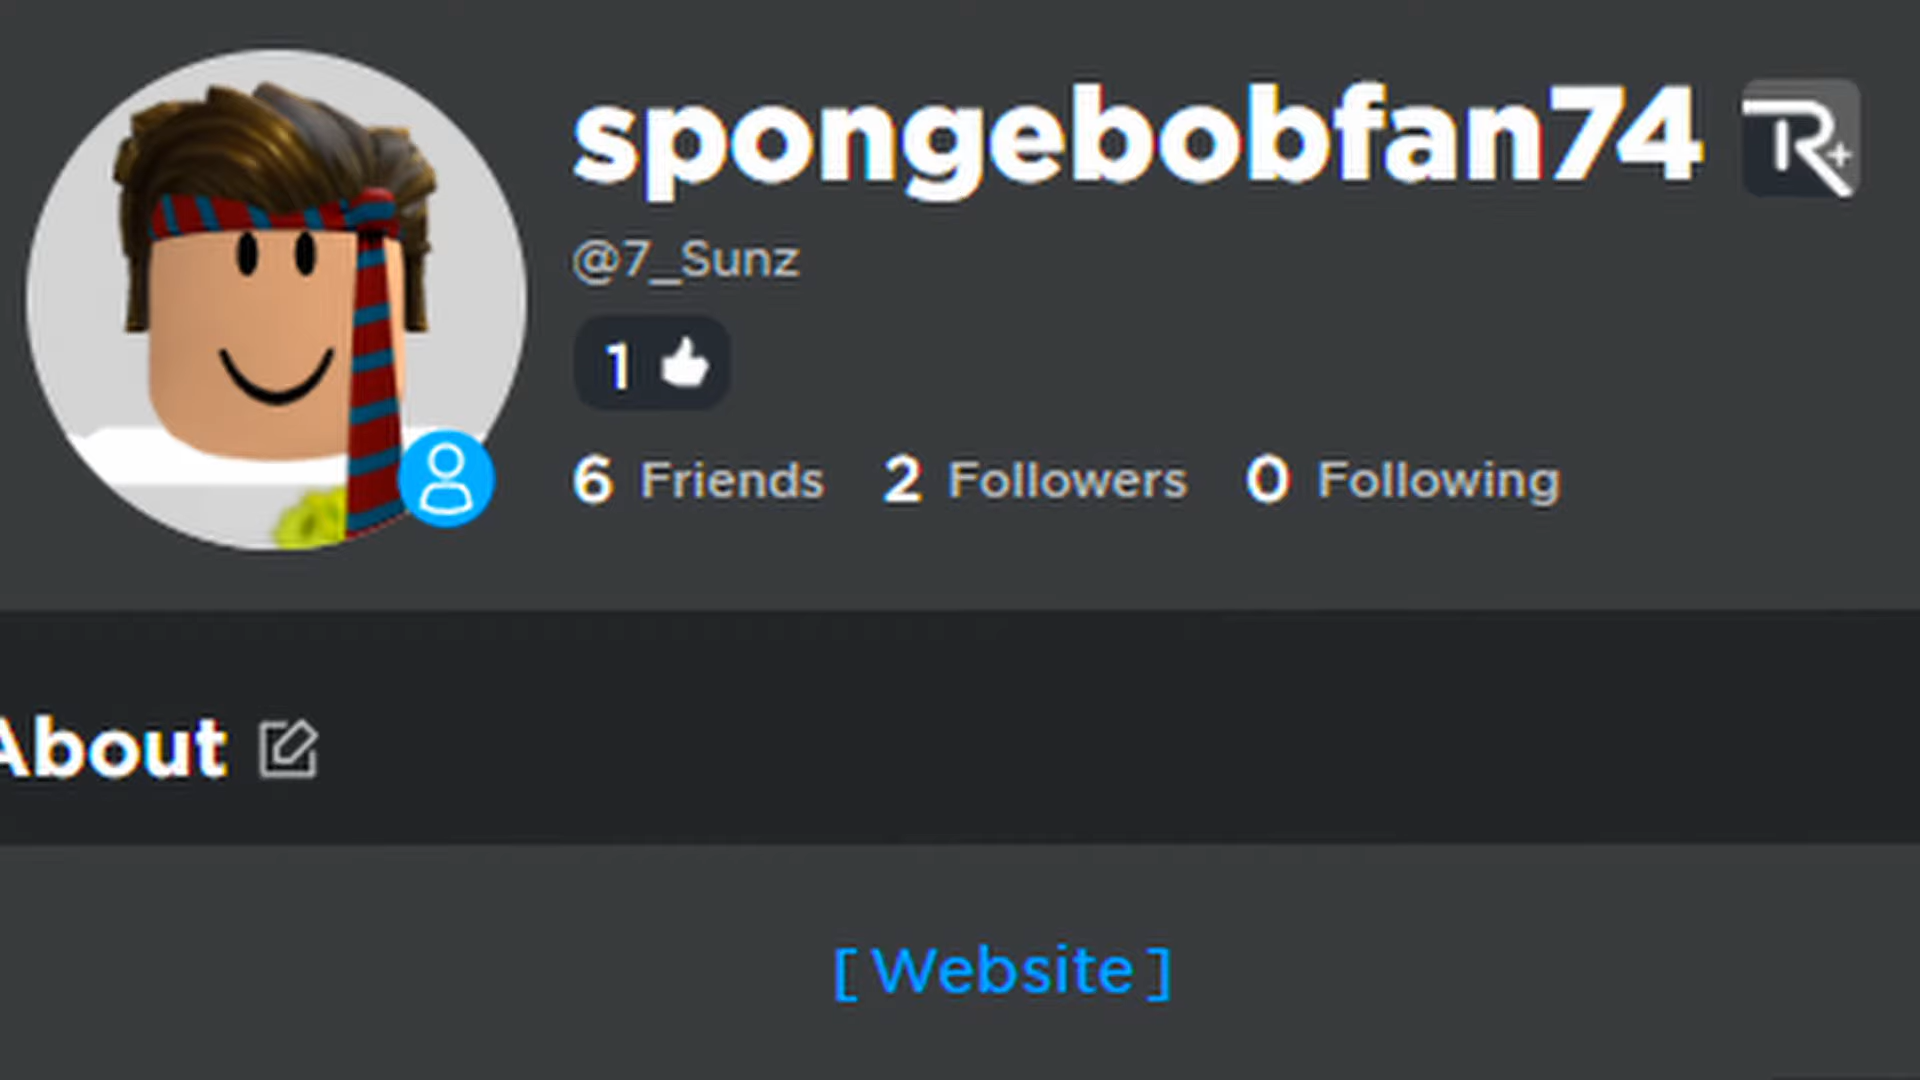 spongebobfan74 R+
@7_Sunz
1
6 Friends 2 Followers 0 Following
About
[ Website ]